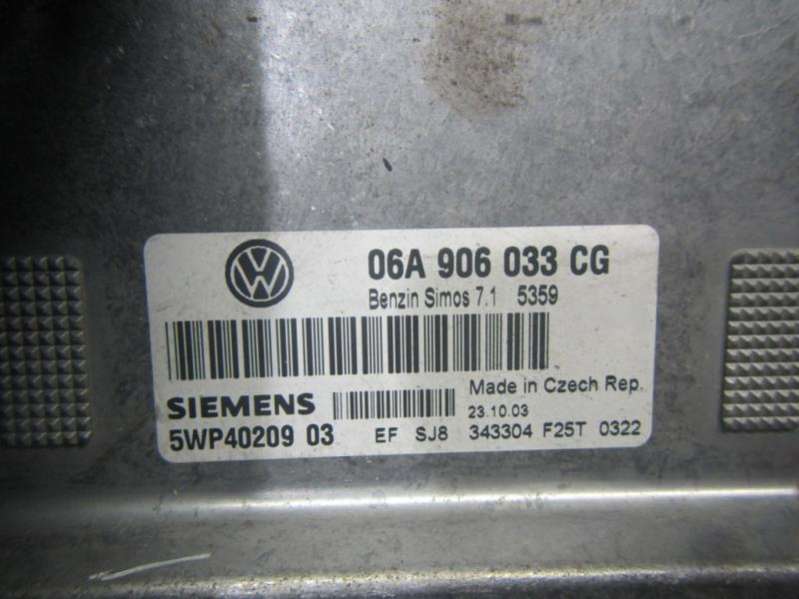 06A 906 033 CG
Benzin Simos 7.1 5359
Made in Czech Rep.
SIEMENS 23.10.03
5WP40209 03 EF SJ8 343304 F25T 0322